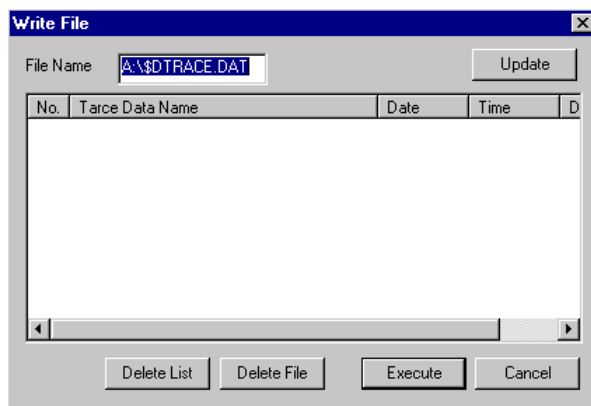 Write File
File Name A:\$DTRACE.DAT Update
No. Tarce Data Name Date Time D
Delete List Delete File Execute Cancel